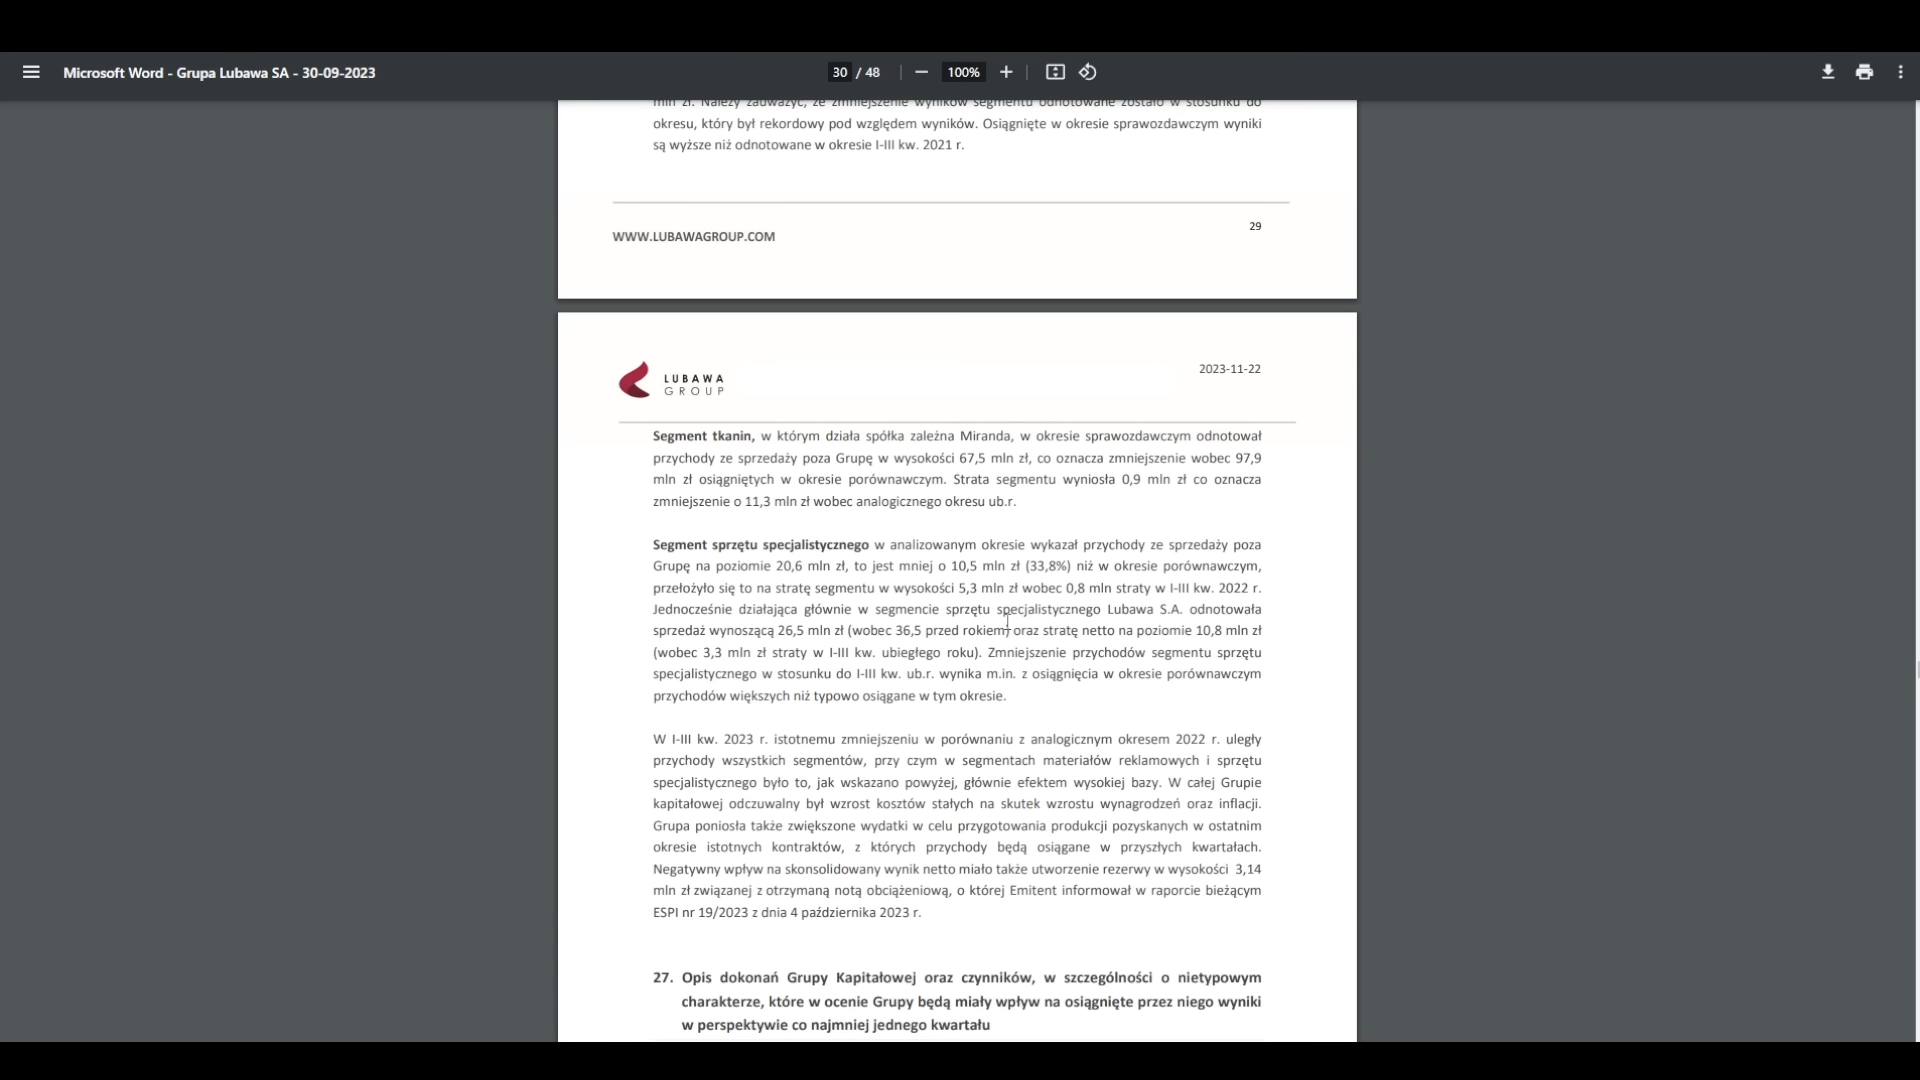 Microsoft Word - Grupa Lubawa SA - 30-09-2023
30 / 48
100%
mln zł. Należy zauważyć, że zmniejszenie wyników segmentu odnotowane zostało w stosunku do
okresu, który był rekordowy pod względem wyników. Osiągnięte w okresie sprawozdawczym wyniki
są wyższe niż odnotowane w okresie I-III kw. 2021 r.
29
WWW.LUBAWAGROUP.COM
2023-11-22
LUBAWA
GROUP
Segment tkanin, w którym działa spółka zależna Miranda, w okresie sprawozdawczym odnotował
przychody ze sprzedaży poza Grupę w wysokości 67,5 mln zł, co oznacza zmniejszenie wobec 97,9
mln zł osiągniętych w okresie porównawczym. Strata segmentu wyniosła 0,9 mln zł co oznacza
zmniejszenie o 11,3 mln zł wobec analogicznego okresu ub.r.
Segment sprzętu specjalistycznego w analizowanym okresie wykazał przychody ze sprzedaży poza
Grupę na poziomie 20,6 mln zł, to jest mniej o 10,5 mln zł (33,8%) niż w okresie porównawczym,
przełożyło się to na stratę segmentu w wysokości 5,3 mln zł wobec 0,8 mln straty w I-III kw. 2022 r.
Jednocześnie działająca głównie w segmencie sprzętu specjalistycznego Lubawa S.A. odnotowała
sprzedaż wynoszącą 26,5 mln zł (wobec 36,5 przed rokiem) oraz stratę netto na poziomie 10,8 mln zł
(wobec 3,3 mln zł straty w I-III kw. ubiegłego roku). Zmniejszenie przychodów segmentu sprzętu
specjalistycznego w stosunku do I-III kw. ub.r. wynika m.in. z osiągnięcia w okresie porównawczym
przychodów większych niż typowo osiągane w tym okresie.
W I-III kw. 2023 r. istotnemu zmniejszeniu w porównaniu z analogicznym okresem 2022 r. uległy
przychody wszystkich segmentów, przy czym w segmentach materiałów reklamowych i sprzętu
specjalistycznego było to, jak wskazano powyżej, głównie efektem wysokiej bazy. W całej Grupie
kapitałowej odczuwalny był wzrost kosztów stałych na skutek wzrostu wynagrodzeń oraz inflacji.
Grupa poniosła także zwiększone wydatki w celu przygotowania produkcji pozyskanych w ostatnim
okresie istotnych kontraktów, z których przychody będą osiągane w przyszłych kwartałach.
Negatywny wpływ na skonsolidowany wynik netto miało także utworzenie rezerwy w wysokości 3,14
mln zł związanej z otrzymaną notą obciążeniową, o której Emitent informował w raporcie bieżącym
ESPI nr 19/2023 z dnia 4 października 2023 r.
27. Opis dokonań Grupy Kapitałowej oraz czynników, w szczególności o nietypowym
charakterze, które w ocenie Grupy będą miały wpływ na osiągnięte przez niego wyniki
w perspektywie co najmniej jednego kwartału